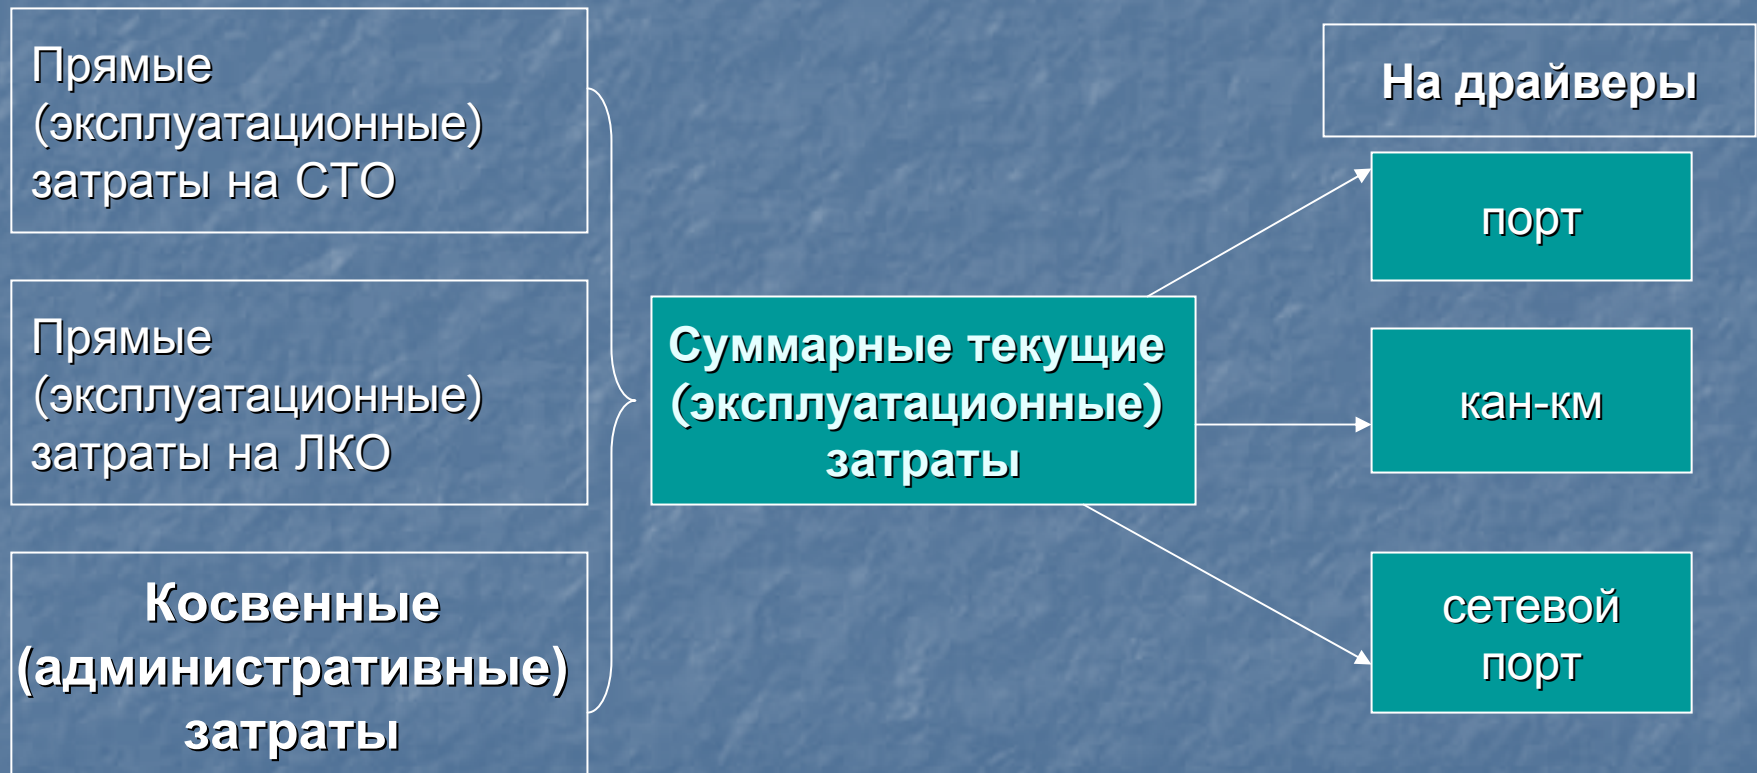 Прямые
(эксплуатационные)
затраты на СТО
Прямые
(эксплуатационные)
затраты на ЛКО
Косвенные
(административные)
затраты
Суммарные текущие
(эксплуатационные)
затраты
На драйверы
порт
кан-км
сетевой
порт